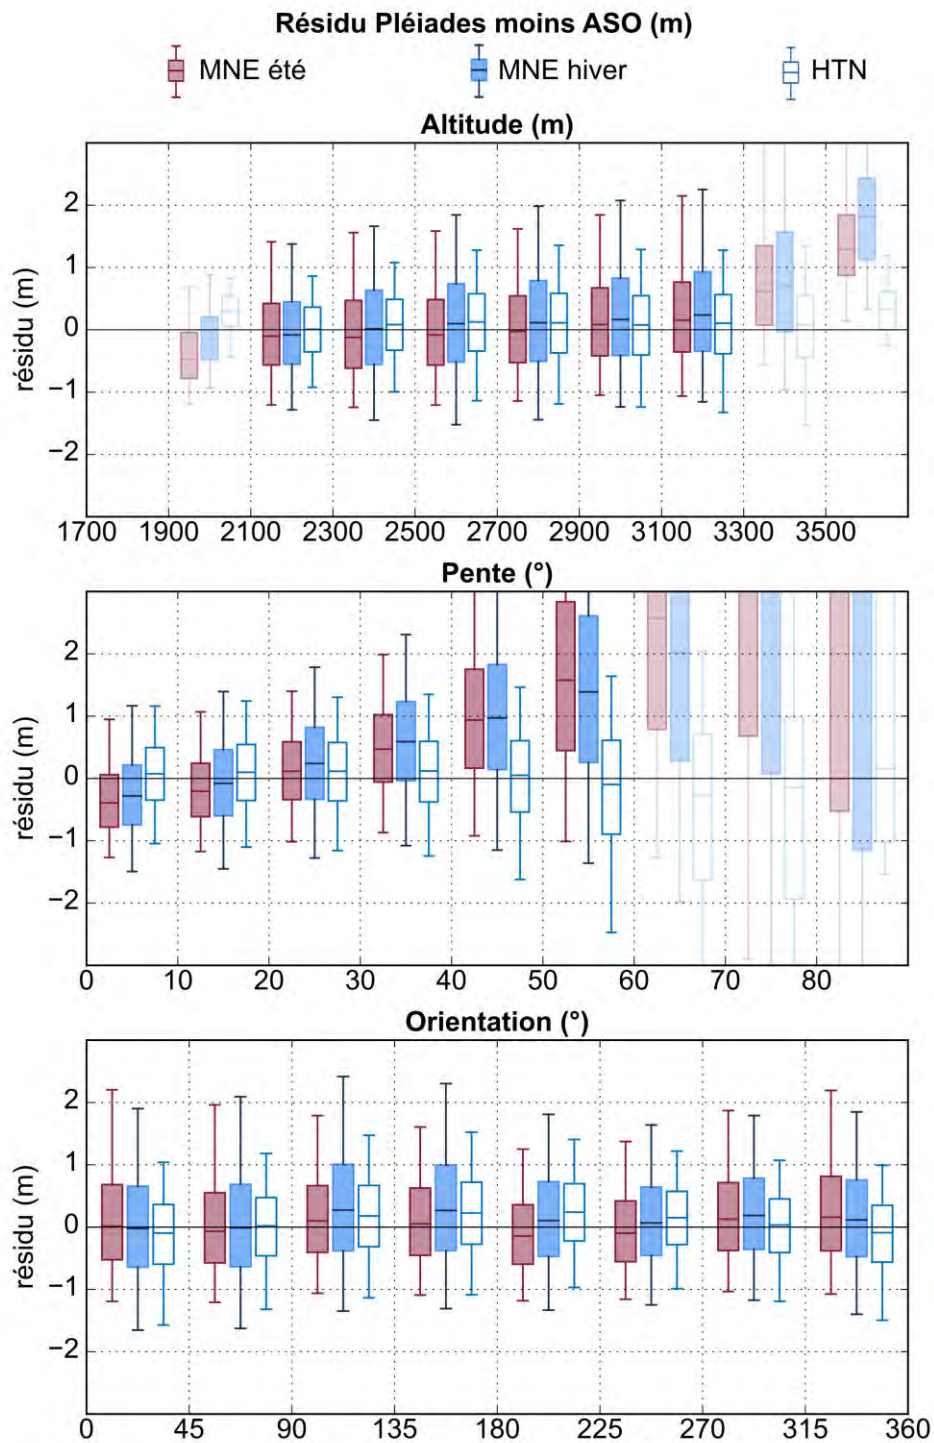 Résidu Pléiades moins ASO (m)
MNE été MNE hiver HTN
Altitude (m)
résidu (m)
2
1
0
−1
−2
1700 1900 2100 2300 2500 2700 2900 3100 3300 3500
Pente (°)
résidu (m)
2
1
0
−1
−2
0 10 20 30 40 50 60 70 80
Orientation (°)
résidu (m)
2
1
0
−1
−2
0 45 90 135 180 225 270 315 360